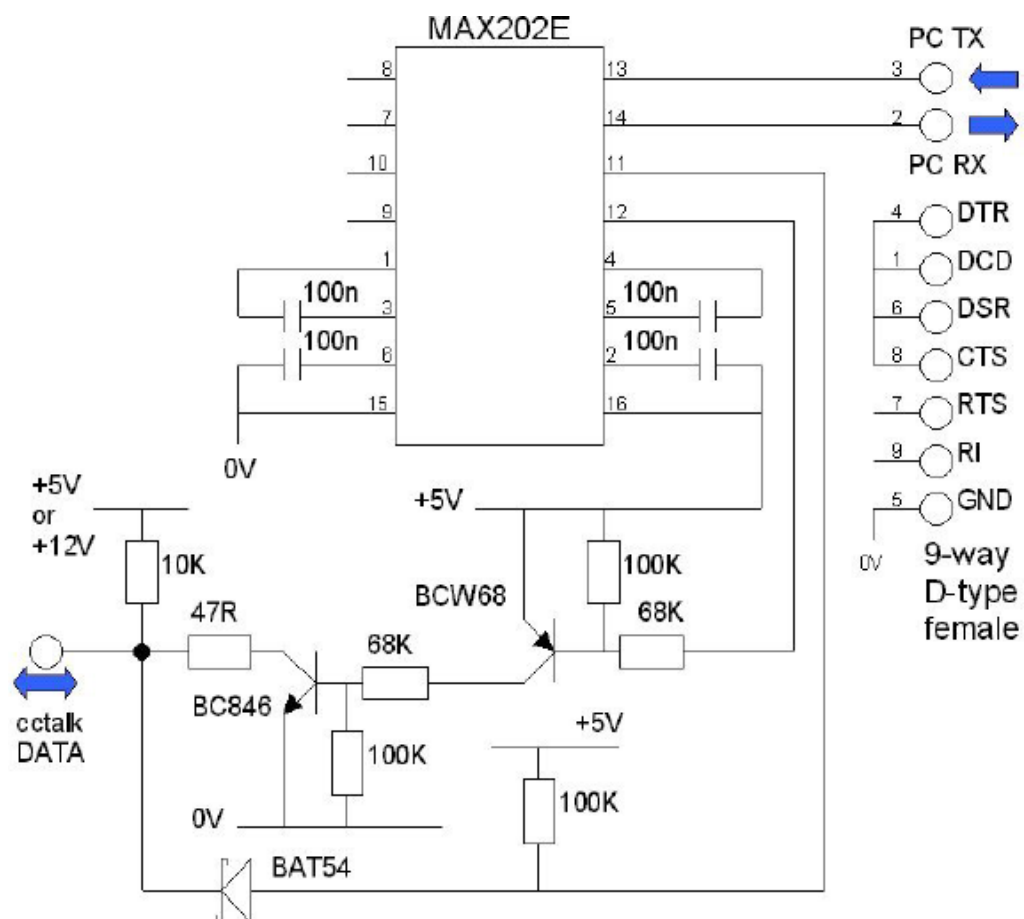 MAX202E
PC TX
8
13
3
7
14
2
PC RX
10
11
9
12
4 DTR
1
4
1 DCD
100n
3
5
100n
6 DSR
100n
6
2
100n
8 CTS
15
16
7 RTS
0V
9 RI
5 GND
0V
9-way
D-type
female
+5V
or
+12V
+5V
10K
100K
BCW68
47R
68K
68K
BC846
cctalk
DATA
100K
+5V
100K
0V
BAT54